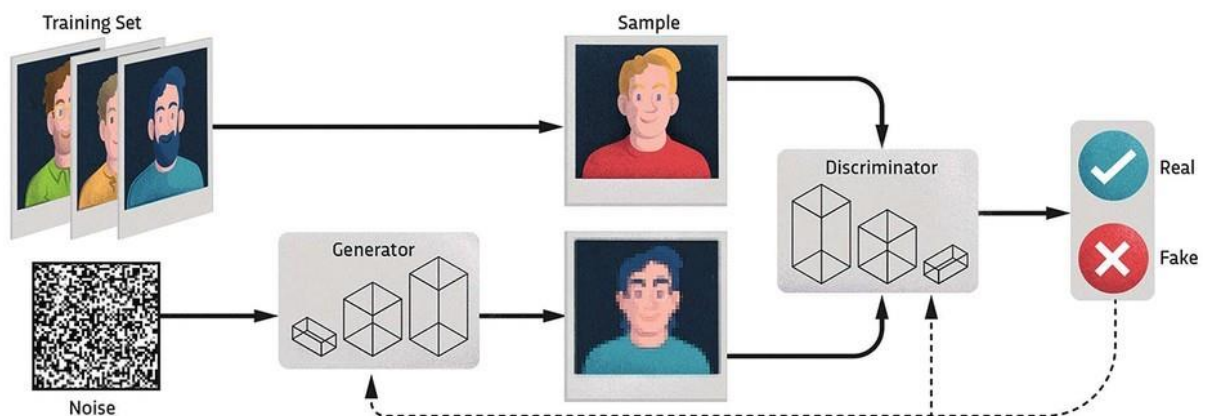 Training Set
Sample
Discriminator
Real
Generator
Fake
Noise